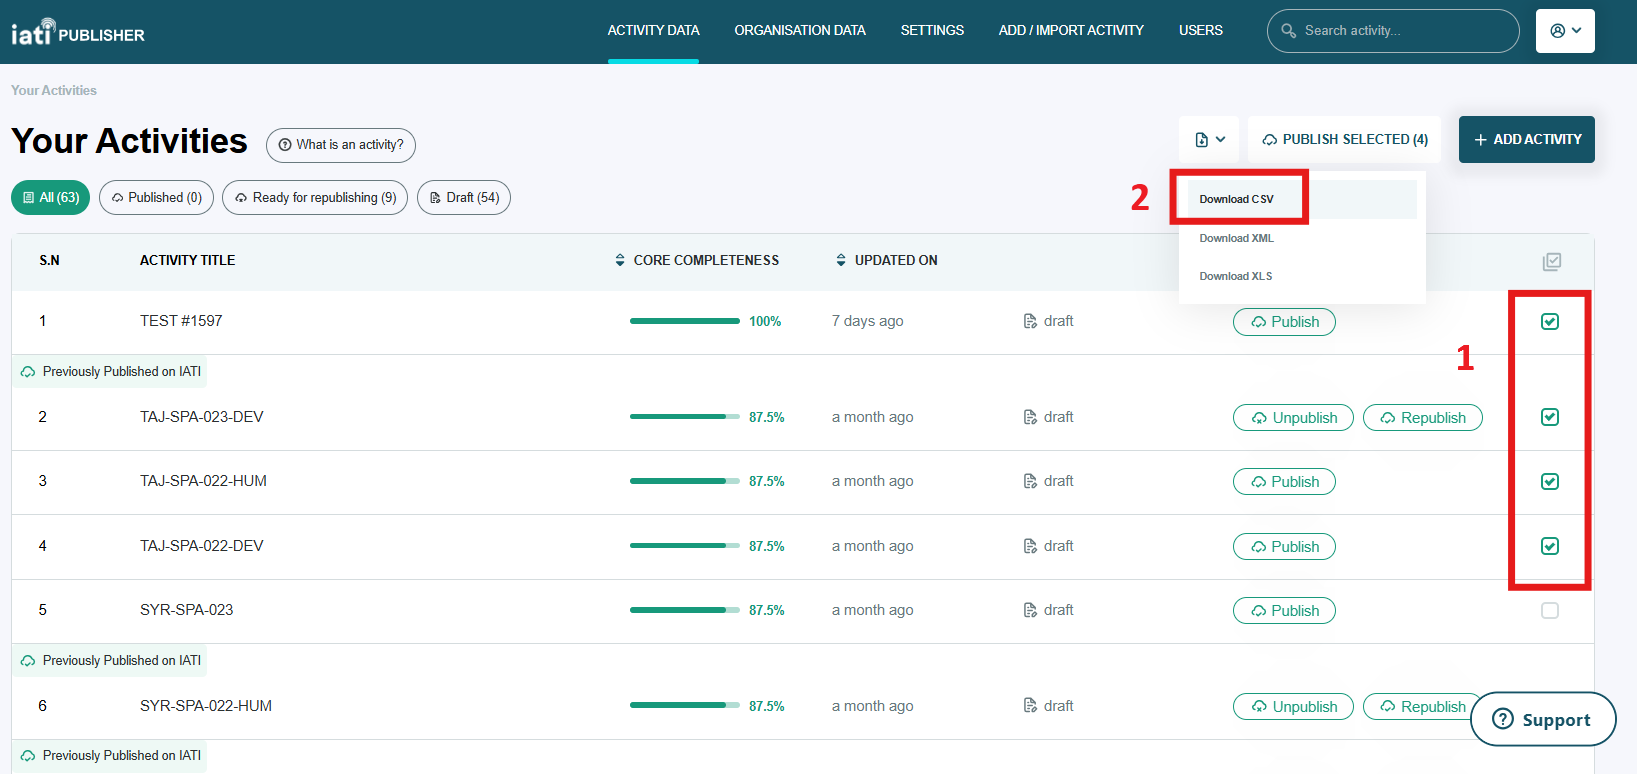 iati PUBLISHER
ACTIVITY DATA ORGANISATION DATA SETTINGS ADD / IMPORT ACTIVITY USERS Search activity...
Your Activities
Your Activities What is an activity? PUBLISH SELECTED (4) + ADD ACTIVITY
All (63) Published (0) Ready for republishing (9) Draft (54)
2 Download CSV
Download XML
Download XLS
S.N ACTIVITY TITLE CORE COMPLETENESS UPDATED ON
1 TEST #1597 100% 7 days ago draft Publish
1
Previously Published on IATI
2 TAJ-SPA-023-DEV 87.5% a month ago draft Unpublish Republish
3 TAJ-SPA-022-HUM 87.5% a month ago draft Publish
4 TAJ-SPA-022-DEV 87.5% a month ago draft Publish
5 SYR-SPA-023 87.5% a month ago draft Publish
Previously Published on IATI
6 SYR-SPA-022-HUM 87.5% a month ago draft Unpublish Republish
Support
Previously Published on IATI